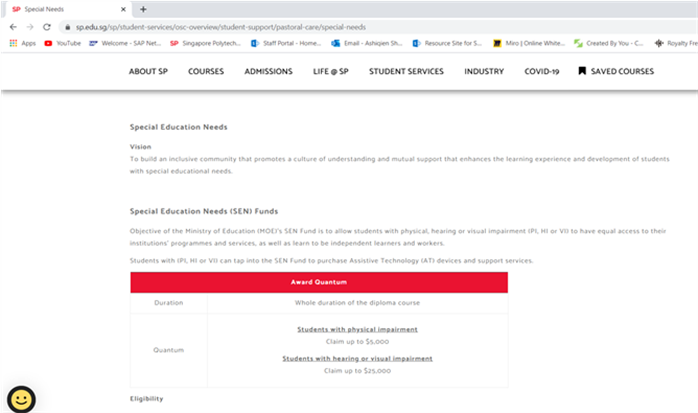 SP Special Needs
sp.edu.sg/sp/student-services/osc-overview/student-support/pastoral-care/special-needs
Apps YouTube Welcome - SAP Net... SP Singapore Polytech... Staff Portal - Home... Email - Ashiqien Sh... Resource Site for S... Miro | Online White... Created By You - C... Royalty Fre
ABOUT SP COURSES ADMISSIONS LIFE @ SP STUDENT SERVICES INDUSTRY COVID-19 SAVED COURSES
Special Education Needs
Vision
To build an inclusive community that promotes a culture of understanding and mutual support that enhances the learning experience and development of students
with special educational needs.
Special Education Needs (SEN) Funds
Objective of the Ministry of Education (MOE)'s SEN Fund is to allow students with physical, hearing or visual impairment (PI, HI or VI) to have equal access to their
institutions' programmes and services, as well as learn to be independent learners and workers.
Students with (PI, HI or VI) can tap into the SEN Fund to purchase Assistive Technology (AT) devices and support services.
Award Quantum
Duration Whole duration of the diploma course
Students with physical impairment
Claim up to $5,000
Quantum
Students with hearing or visual impairment
Claim up to $25,000
Eligibility